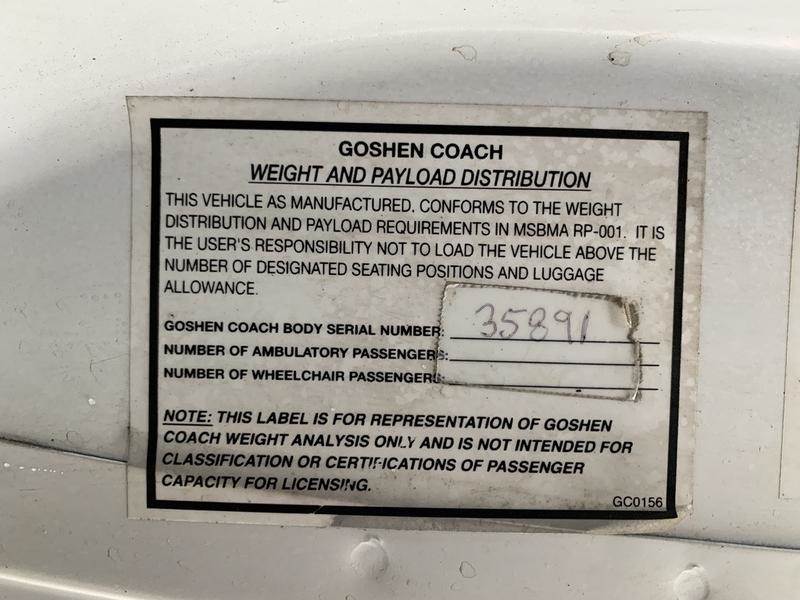 GOSHEN COACH
WEIGHT AND PAYLOAD DISTRIBUTION
THIS VEHICLE AS MANUFACTURED, CONFORMS TO THE WEIGHT
DISTRIBUTION AND PAYLOAD REQUIREMENTS IN MSBMA RP-001. IT IS
THE USER'S RESPONSIBILITY NOT TO LOAD THE VEHICLE ABOVE THE
NUMBER OF DESIGNATED SEATING POSITIONS AND LUGGAGE
ALLOWANCE.
GOSHEN COACH BODY SERIAL NUMBER: 35891
NUMBER OF AMBULATORY PASSENGERS:
NUMBER OF WHEELCHAIR PASSENGERS:
NOTE: THIS LABEL IS FOR REPRESENTATION OF GOSHEN
COACH WEIGHT ANALYSIS ONLY AND IS NOT INTENDED FOR
CLASSIFICATION OR CERTIFICATIONS OF PASSENGER
CAPACITY FOR LICENSING.
GC0156